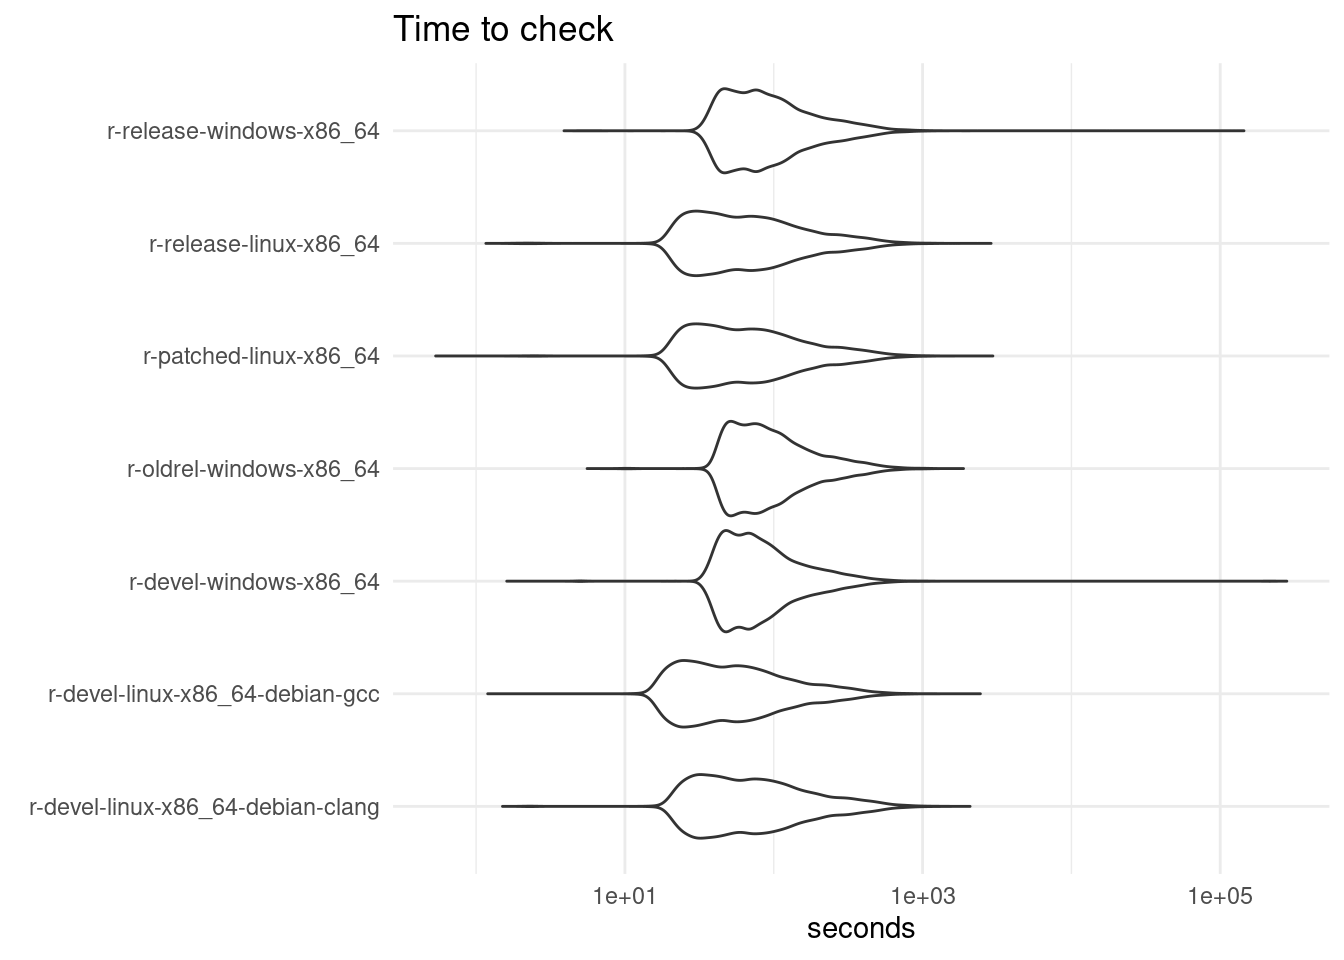 Time to check
r-release-windows-x86_64
r-release-linux-x86_64
r-patched-linux-x86_64
r-oldrel-windows-x86_64
r-devel-windows-x86_64
r-devel-linux-x86_64-debian-gcc
r-devel-linux-x86_64-debian-clang
1e+01 1e+03 1e+05
seconds